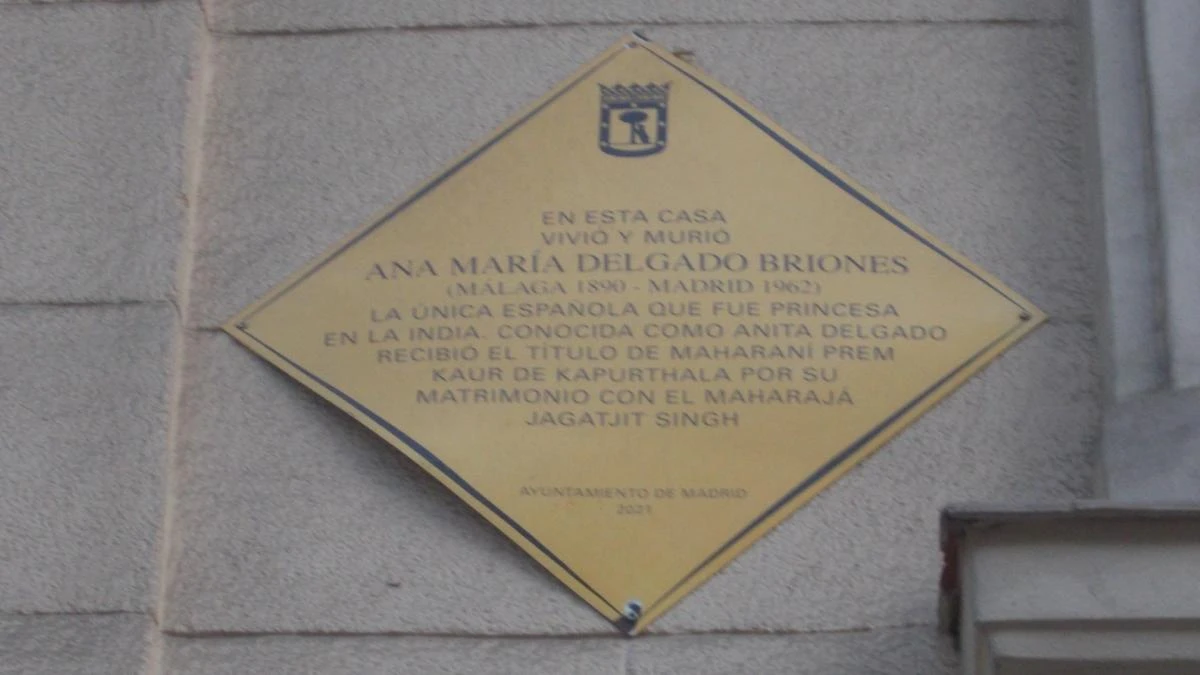 EN ESTA CASA
VIVIÓ Y MURIÓ
ANA MARÍA DELGADO BRIONES
(MÁLAGA 1890 - MADRID 1962)
LA ÚNICA ESPAÑOLA QUE FUE PRINCESA
EN LA INDIA. CONOCIDA COMO ANITA DELGADO
RECIBIÓ EL TÍTULO DE MAHARANÍ PREM
KAUR DE KAPURTHALA POR SU
MATRIMONIO CON EL MAHARAJÁ
JAGATJIT SINGH
AYUNTAMIENTO DE MADRID
2021